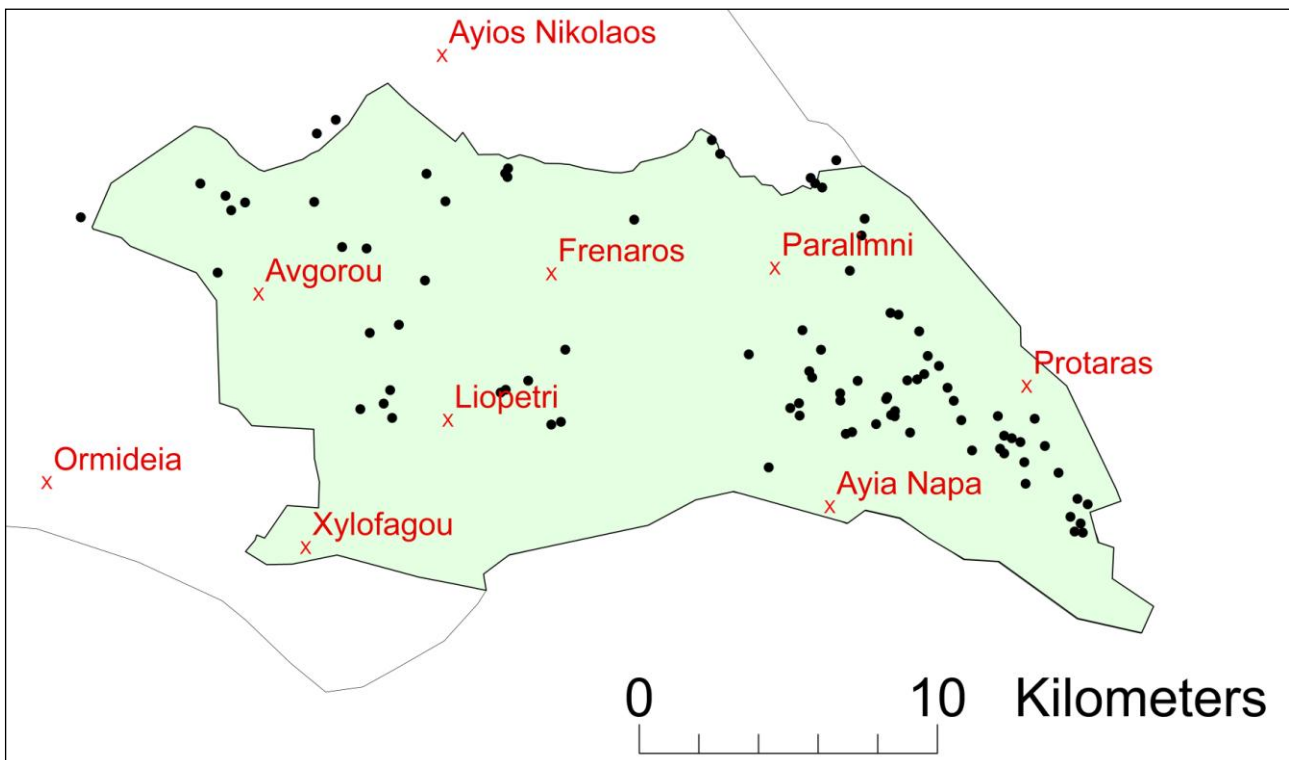 Ayios Nikolaos
x
Frenaros
x
Paralimni
x
Avgorou
x
Protaras
x
Liopetri
x
Ormideia
x
Ayia Napa
x
Xylofagou
x
0 10 Kilometers